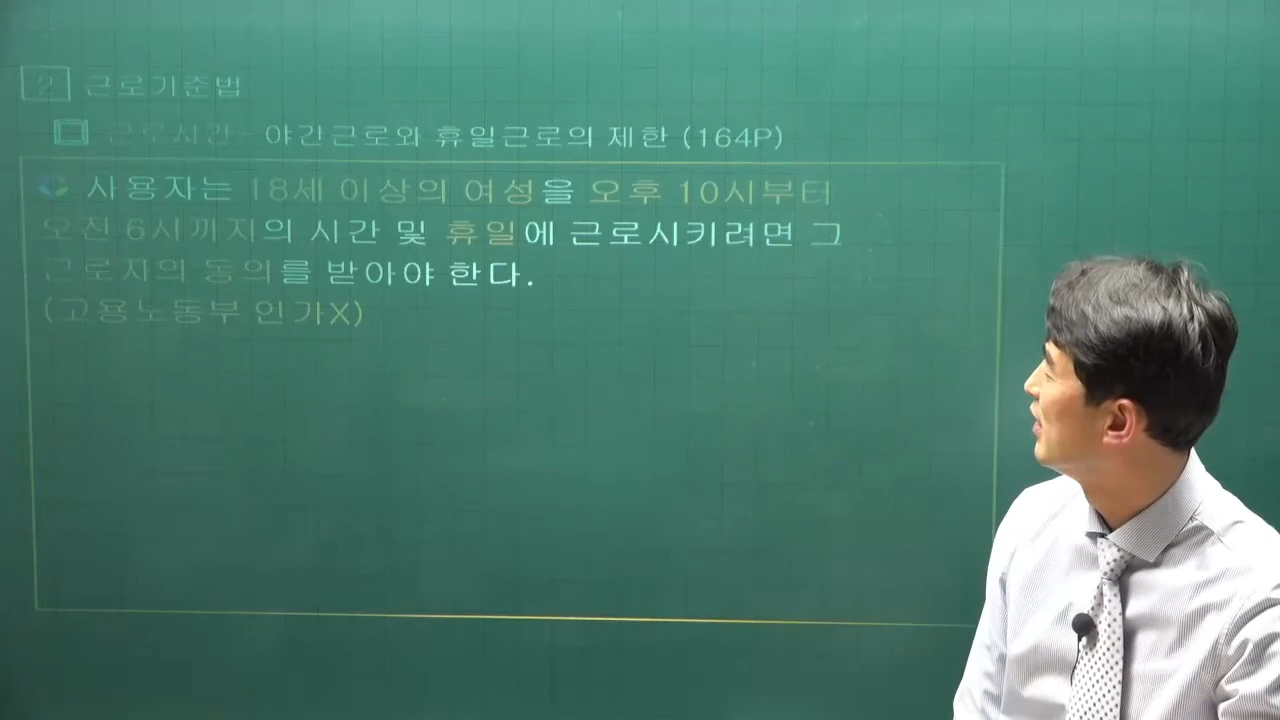 2 근로기준법
근로시간- 야간근로와 휴일근로의 제한 (164P)
사용자는 18세 이상의 여성을 오후 10시부터
오전 6시까지의 시간 및 휴일에 근로시키려면 그
근로자의 동의를 받아야 한다.
(고용노동부 인가X)